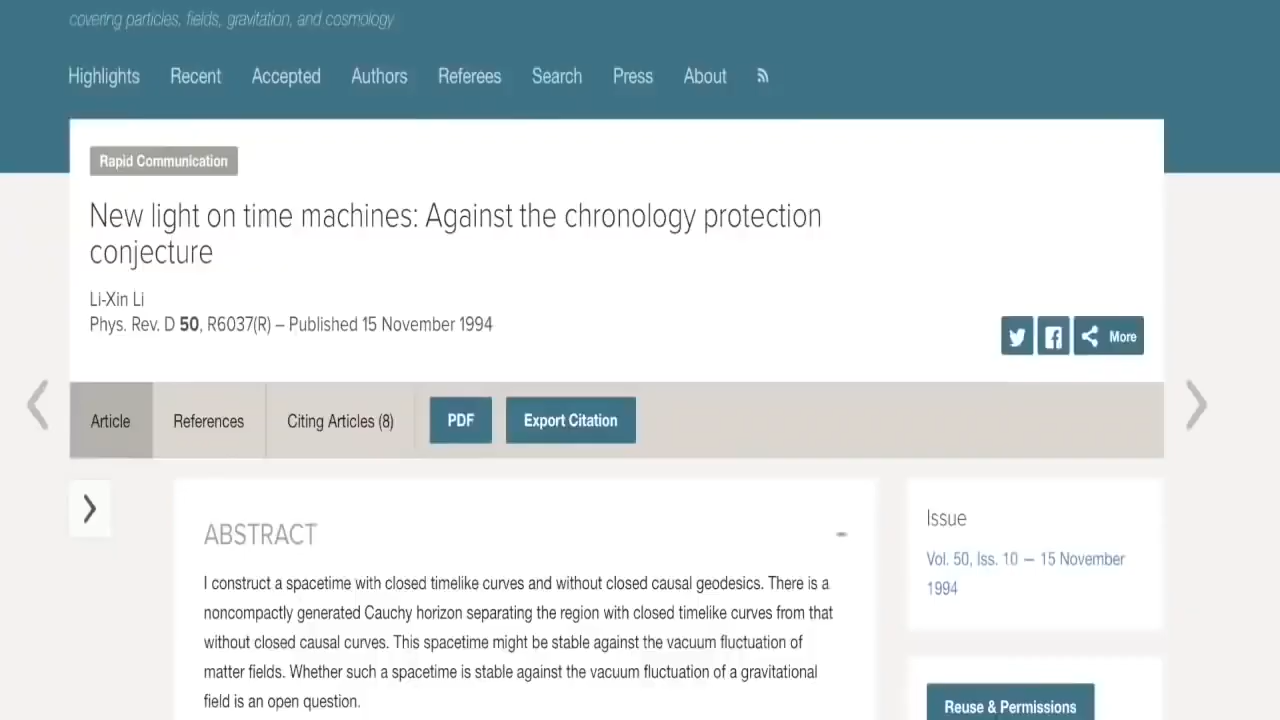 covering particles, fields, gravitation, and cosmology
Highlights Recent Accepted Authors Referees Search Press About
Rapid Communication
New light on time machines: Against the chronology protection
conjecture
Li-Xin Li
Phys. Rev. D 50, R6037(R) – Published 15 November 1994
More
Article References Citing Articles (8) PDF Export Citation
ABSTRACT
I construct a spacetime with closed timelike curves and without closed causal geodesics. There is a
noncompactly generated Cauchy horizon separating the region with closed timelike curves from that
without closed causal curves. This spacetime might be stable against the vacuum fluctuation of
matter fields. Whether such a spacetime is stable against the vacuum fluctuation of a gravitational
field is an open question.
Issue
Vol. 50, Iss. 10 — 15 November
1994
Reuse & Permissions